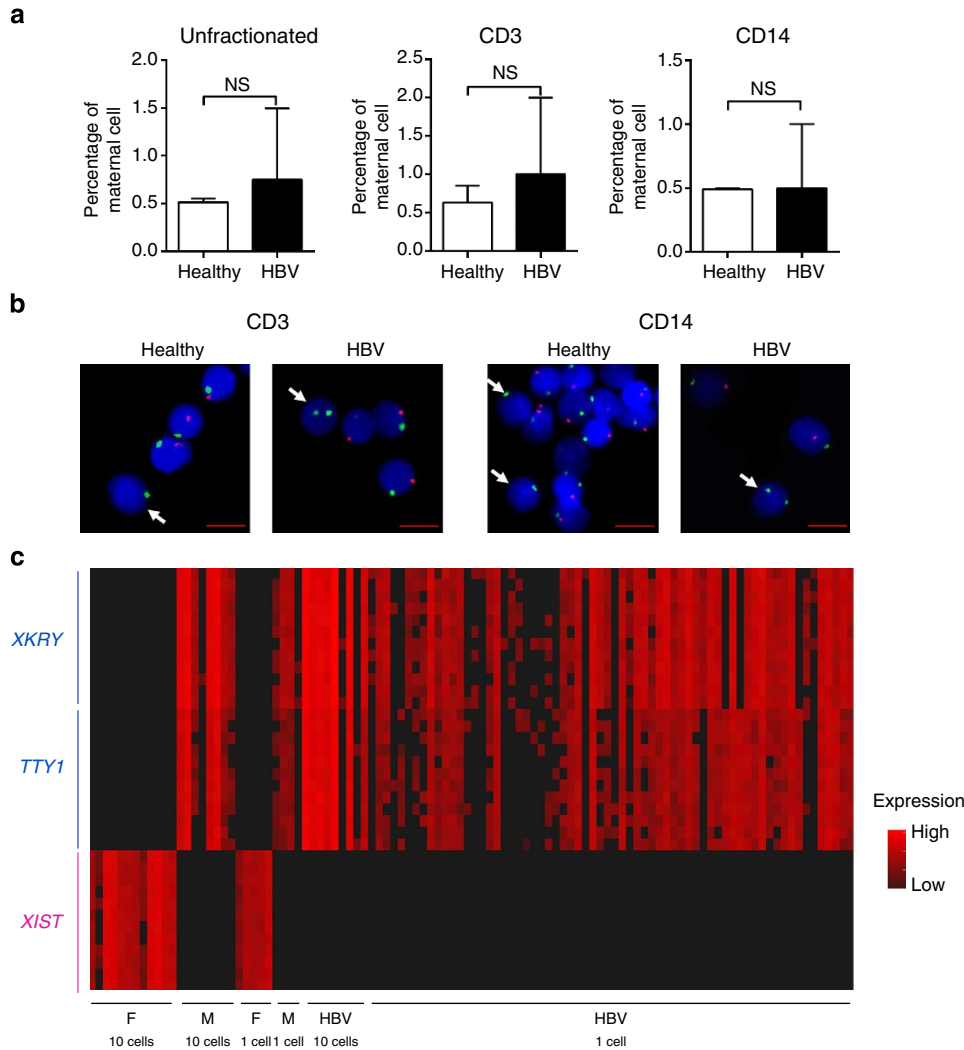 a
Unfractionated
CD3
CD14
Percentage of
maternal cell
2.0
1.5
1.0
0.5
0.0
NS
Healthy
HBV
Percentage of
maternal cell
2.5
2.0
1.5
1.0
0.5
0.0
NS
Healthy
HBV
Percentage of
maternal cell
1.5
1.0
0.5
0.0
NS
Healthy
HBV
b
CD3
CD14
Healthy
HBV
Healthy
HBV
c
XKRY
TTY1
XIST
Expression
High
Low
F
M
F
M
HBV
HBV
10 cells
10 cells
1 cell
1 cell
10 cells
1 cell